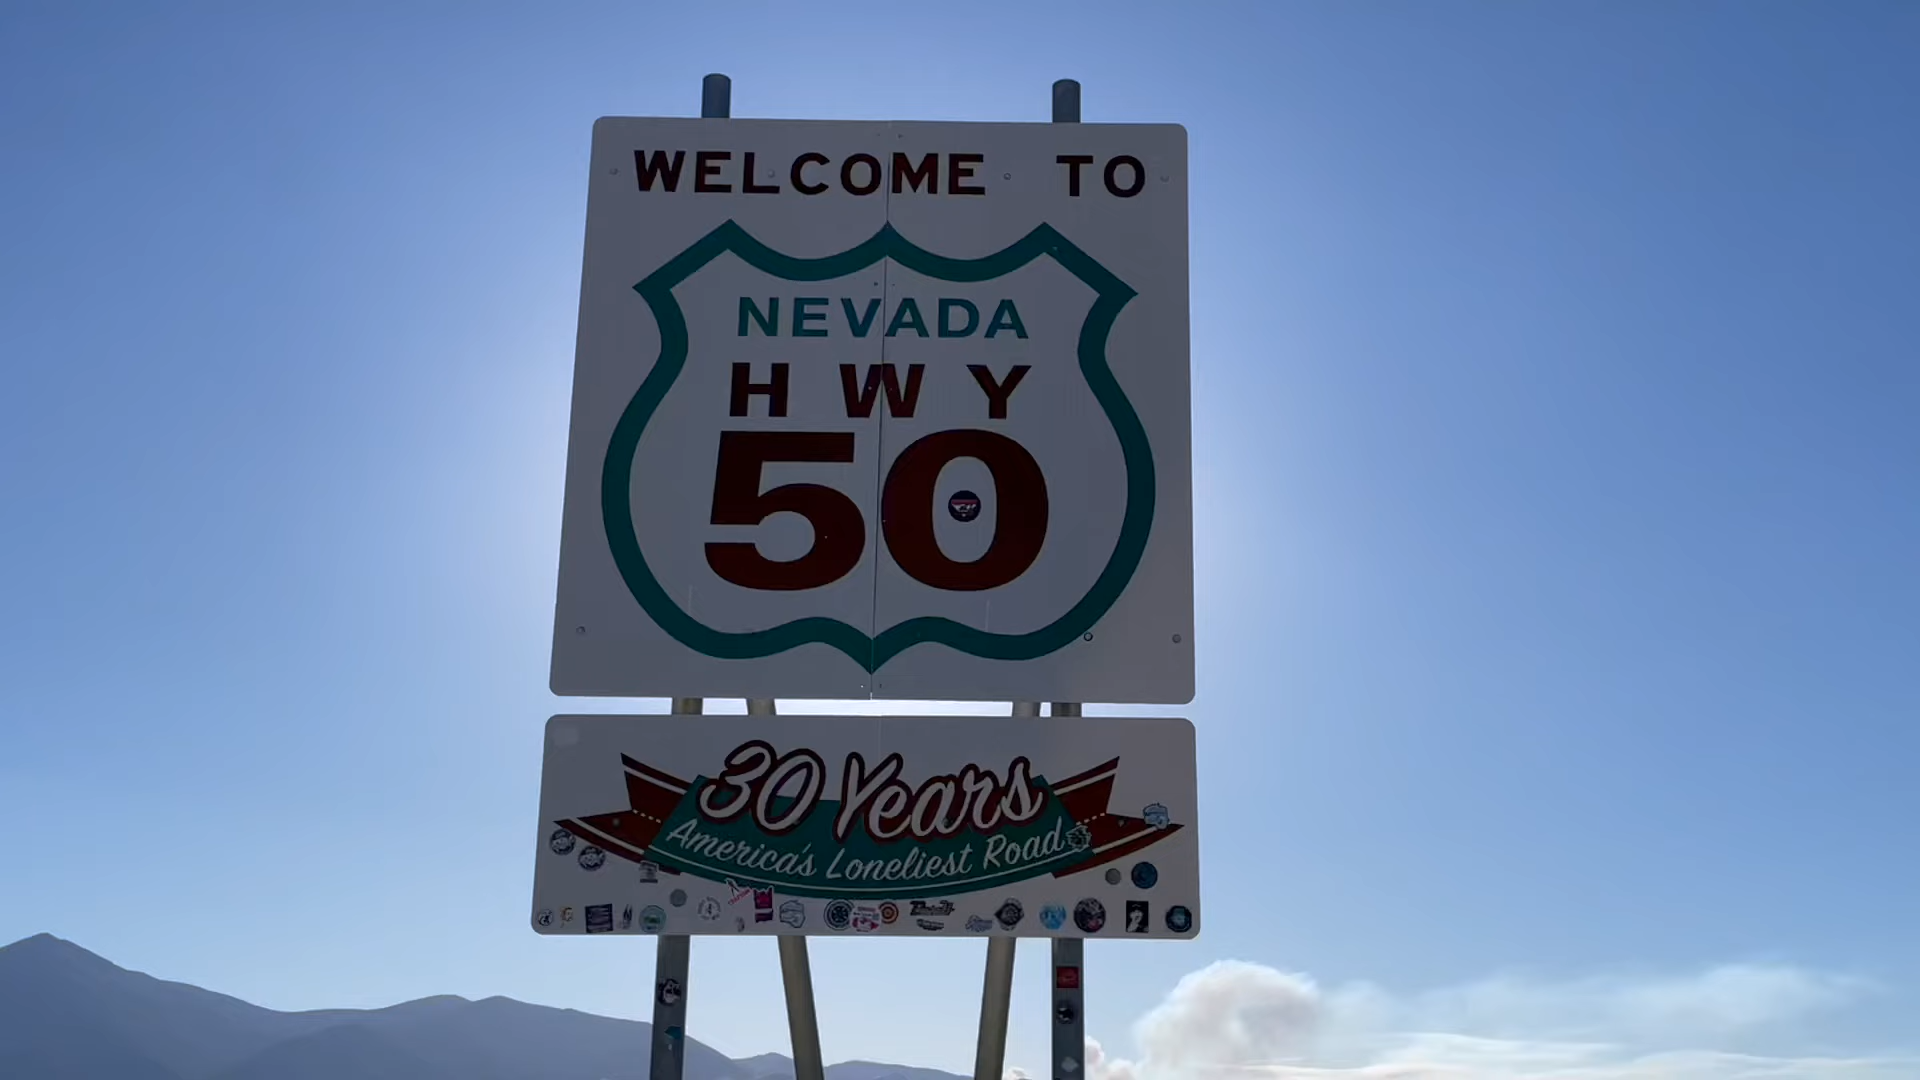 WELCOME TO
NEVADA
HWY
50
30 Years
America's Loneliest Road